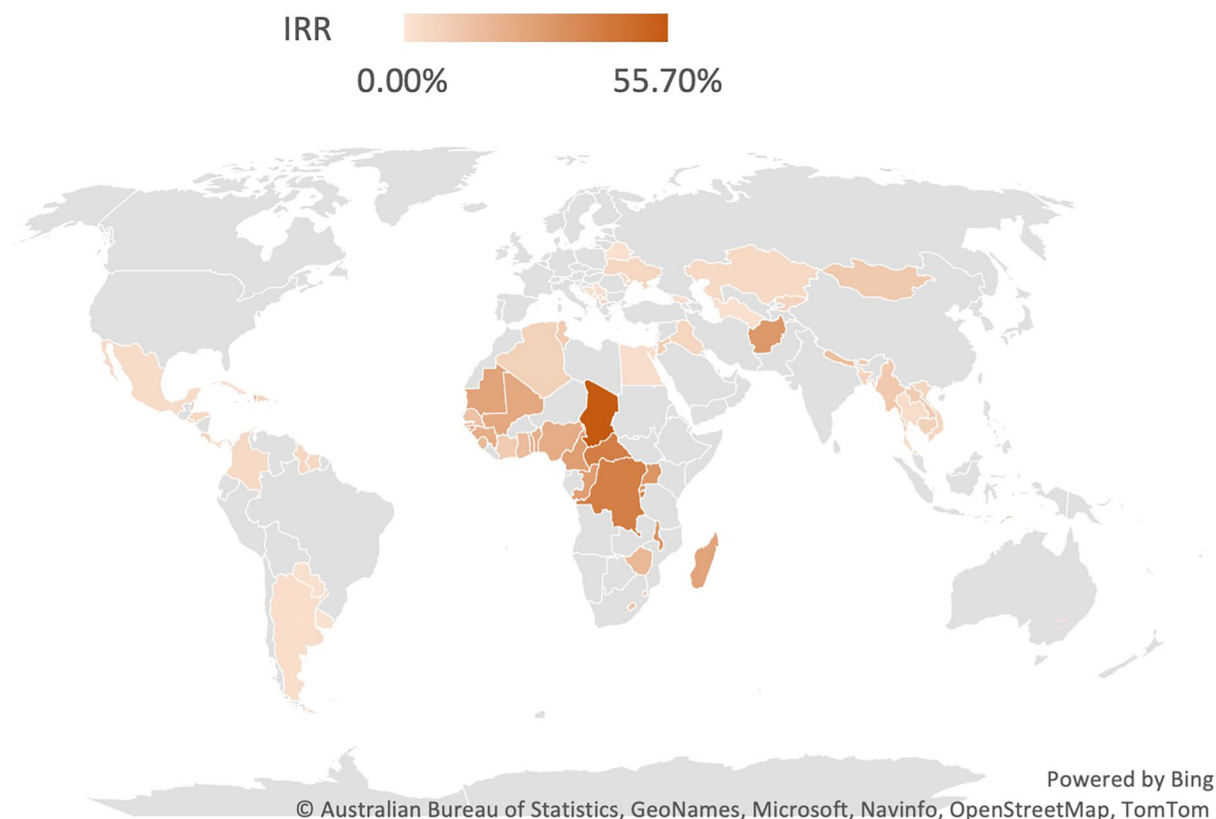 IRR
0.00% 55.70%
Powered by Bing
© Australian Bureau of Statistics, GeoNames, Microsoft, Navinfo, OpenStreetMap, TomTom